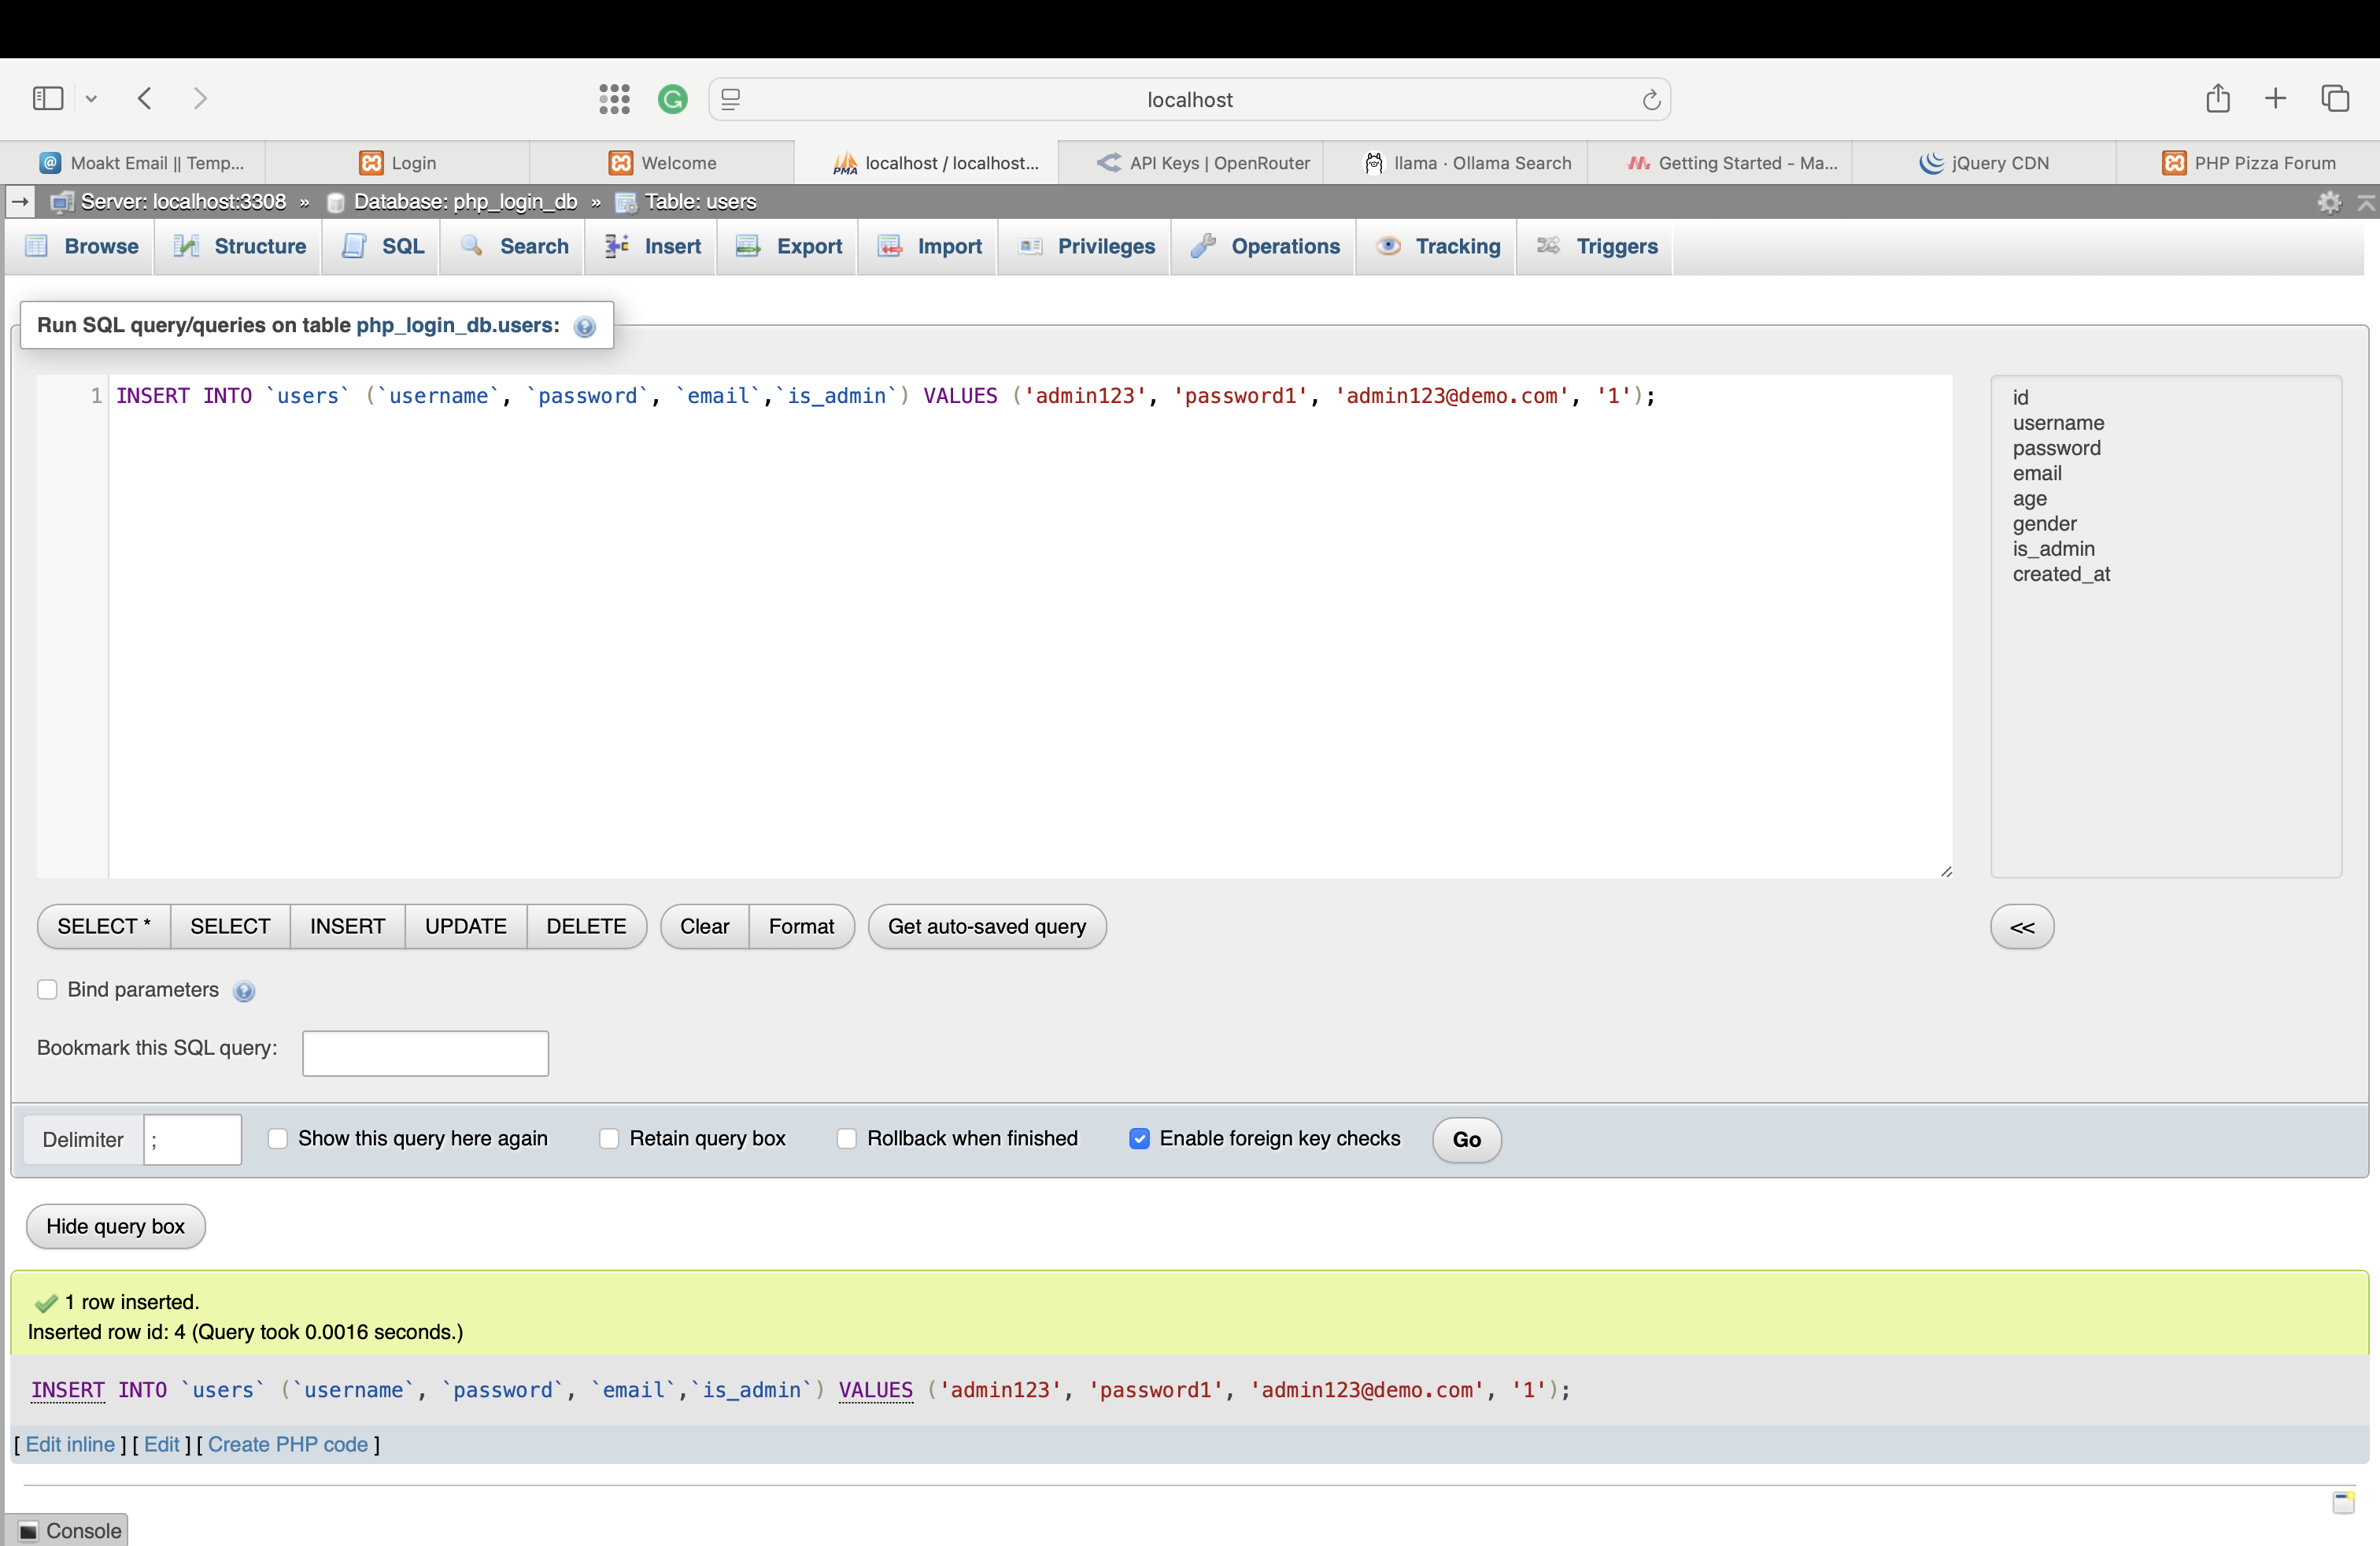 localhost
Moakt Email || Temp...
Login
Welcome
localhost / localhost...
API Keys | OpenRouter
llama · Ollama Search
Getting Started - Ma...
jQuery CDN
PHP Pizza Forum
Server: localhost:3308 » Database: php_login_db » Table: users
Browse
Structure
SQL
Search
Insert
Export
Import
Privileges
Operations
Tracking
Triggers
Run SQL query/queries on table php_login_db.users:
1 INSERT INTO `users` (`username`, `password`, `email`,`is_admin`) VALUES ('admin123', 'password1', 'admin123@demo.com', '1');
id
username
password
email
age
gender
is_admin
created_at
SELECT *
SELECT
INSERT
UPDATE
DELETE
Clear
Format
Get auto-saved query
<<
Bind parameters
Bookmark this SQL query:
Delimiter ;
Show this query here again
Retain query box
Rollback when finished
Enable foreign key checks
Go
Hide query box
1 row inserted.
Inserted row id: 4 (Query took 0.0016 seconds.)
INSERT INTO `users` (`username`, `password`, `email`,`is_admin`) VALUES ('admin123', 'password1', 'admin123@demo.com', '1');
[ Edit inline ] [ Edit ] [ Create PHP code ]
Console